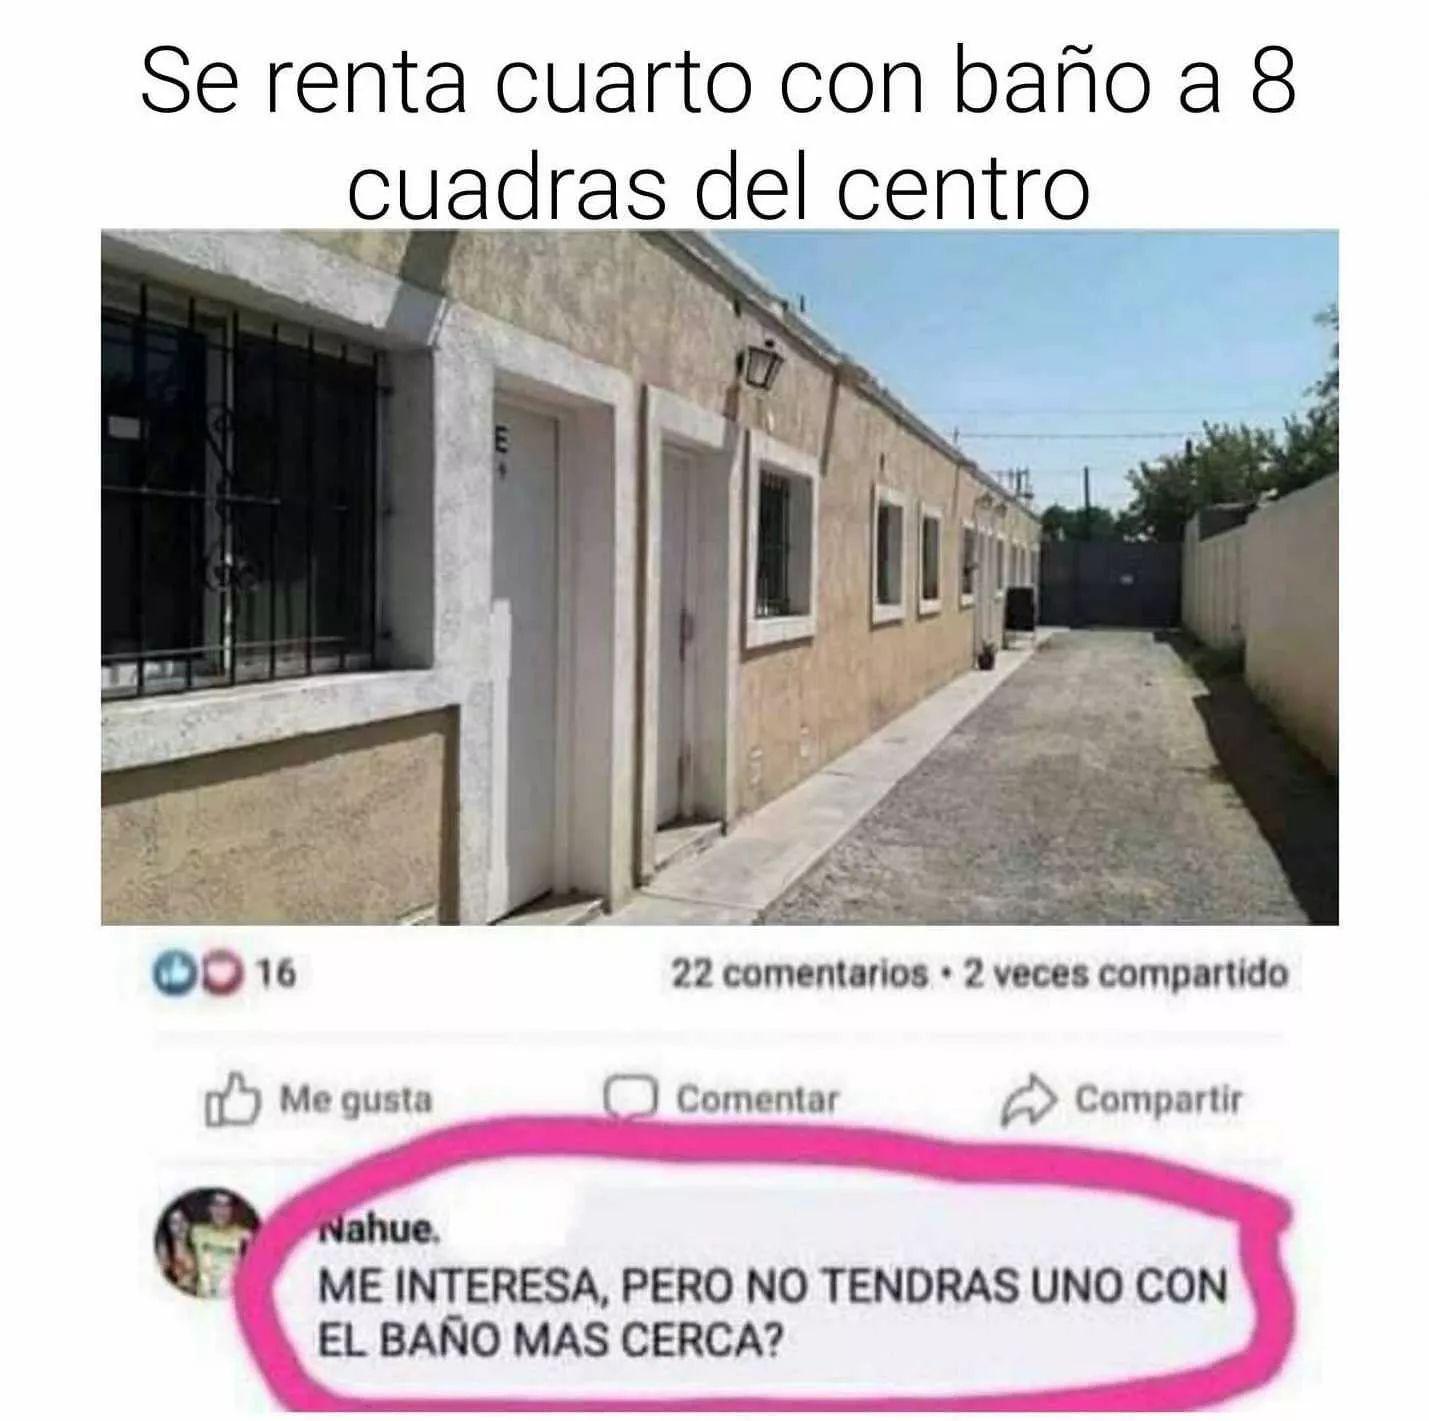 Se renta cuarto con baño a 8
cuadras del centro
E
16
22 comentarios • 2 veces compartido
Me gusta
Comentar
Compartir
Nahue.
ME INTERESA, PERO NO TENDRAS UNO CON
EL BAÑO MAS CERCA?